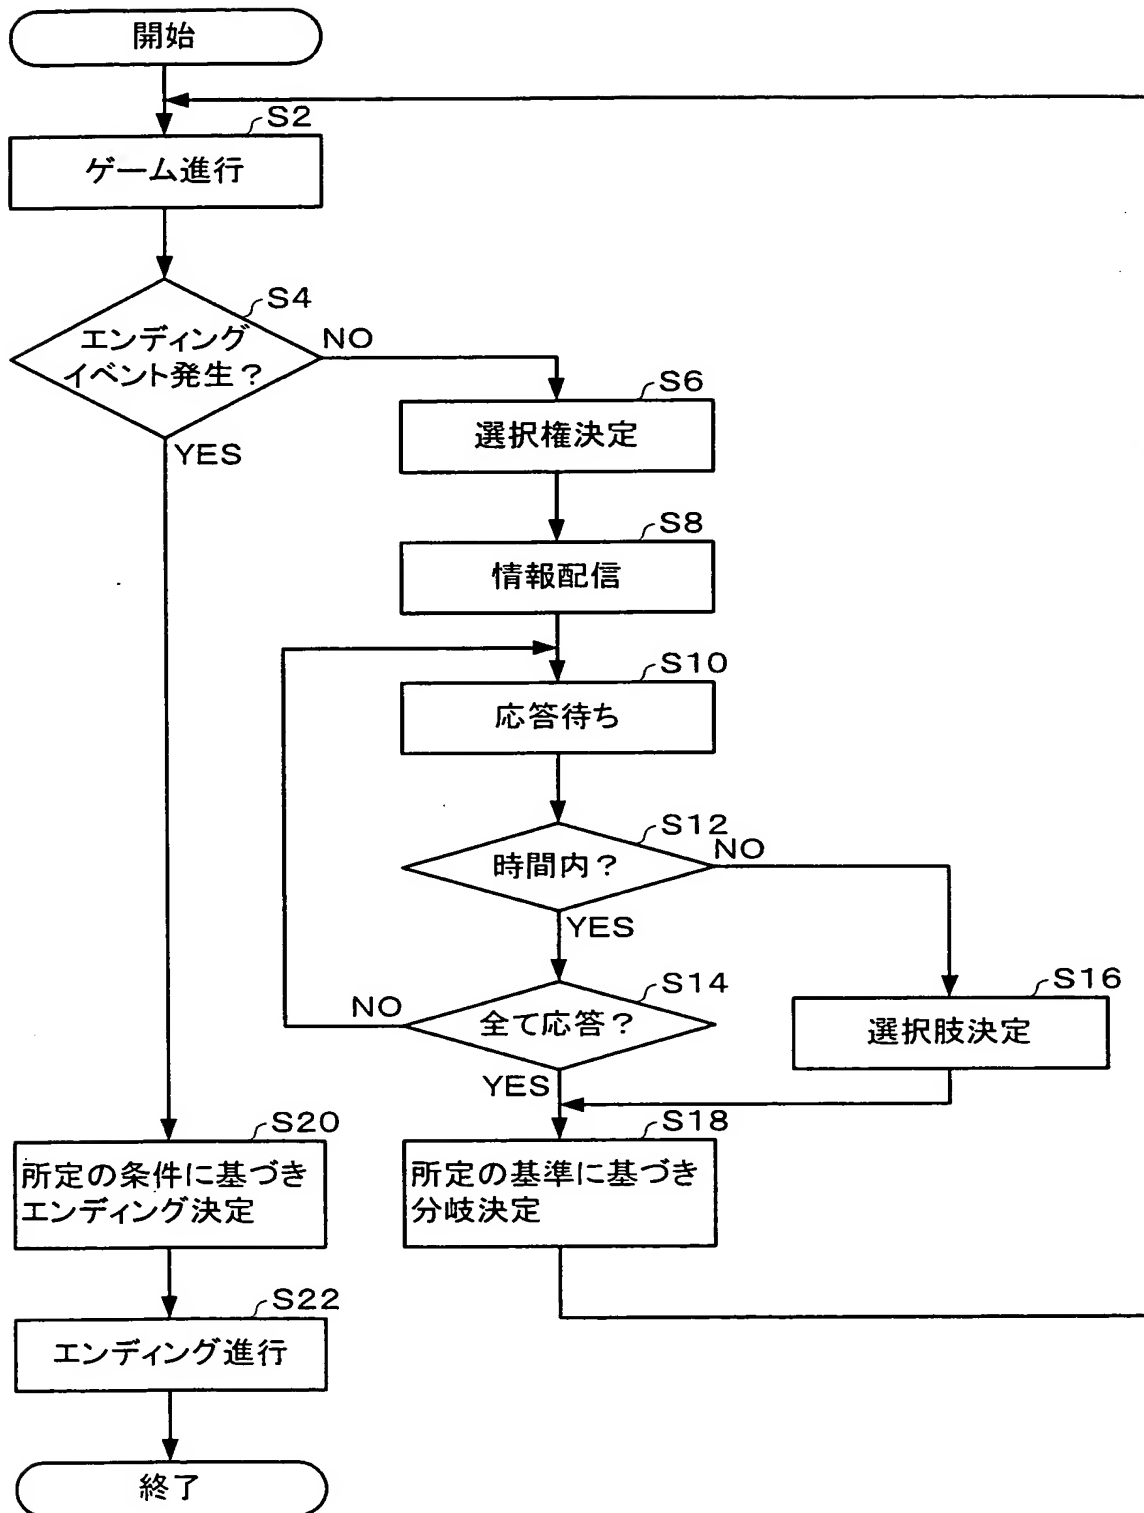 開始
S2
ゲーム進行
S4
エンディング
イベント発生？
NO
YES
S6
選択権決定
S8
情報配信
S10
応答待ち
S12
時間内？
NO
YES
S14
全て応答？
NO
YES
S16
選択肢決定
S18
所定の基準に基づき
分岐決定
S20
所定の条件に基づき
エンディング決定
S22
エンディング進行
終了